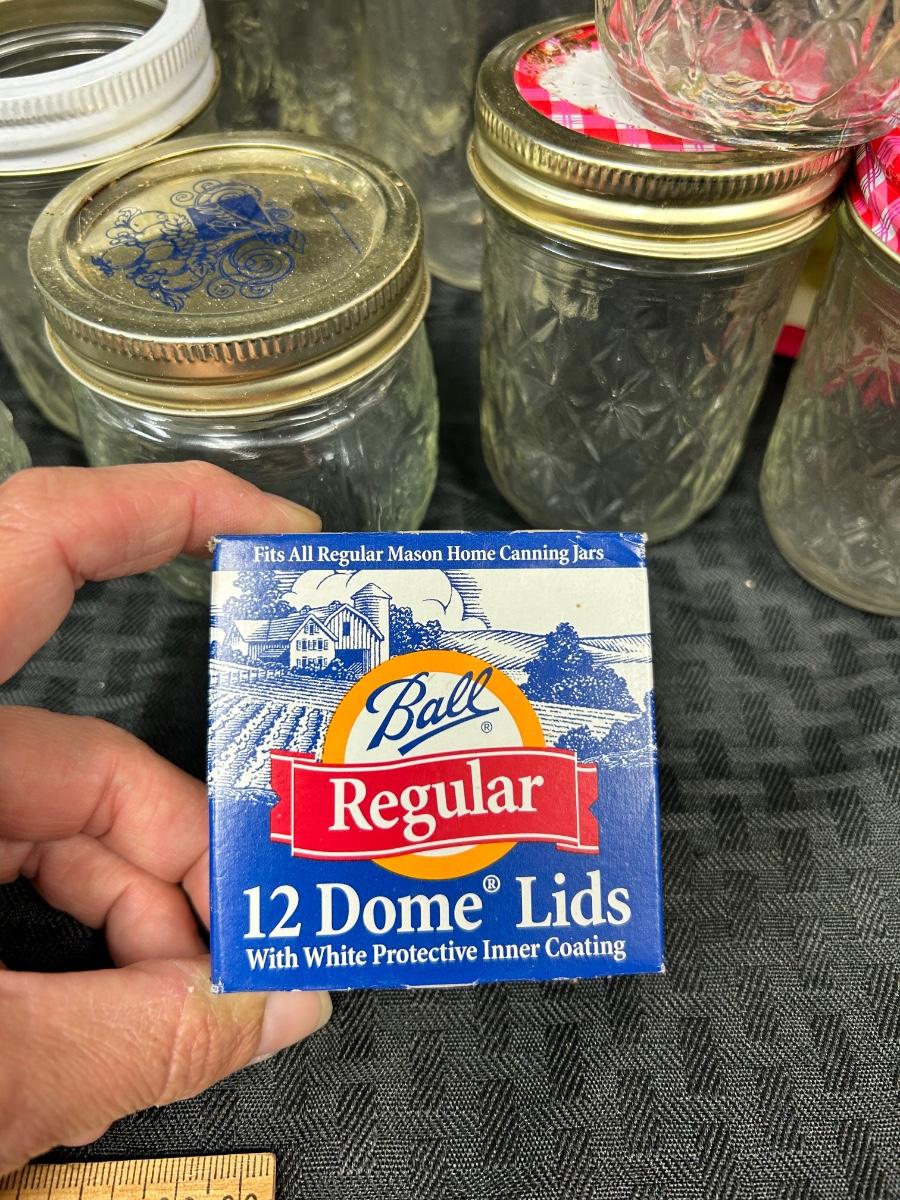 Fits All Regular Mason Home Canning Jars
Ball®
Regular
12 Dome® Lids
With White Protective Inner Coating